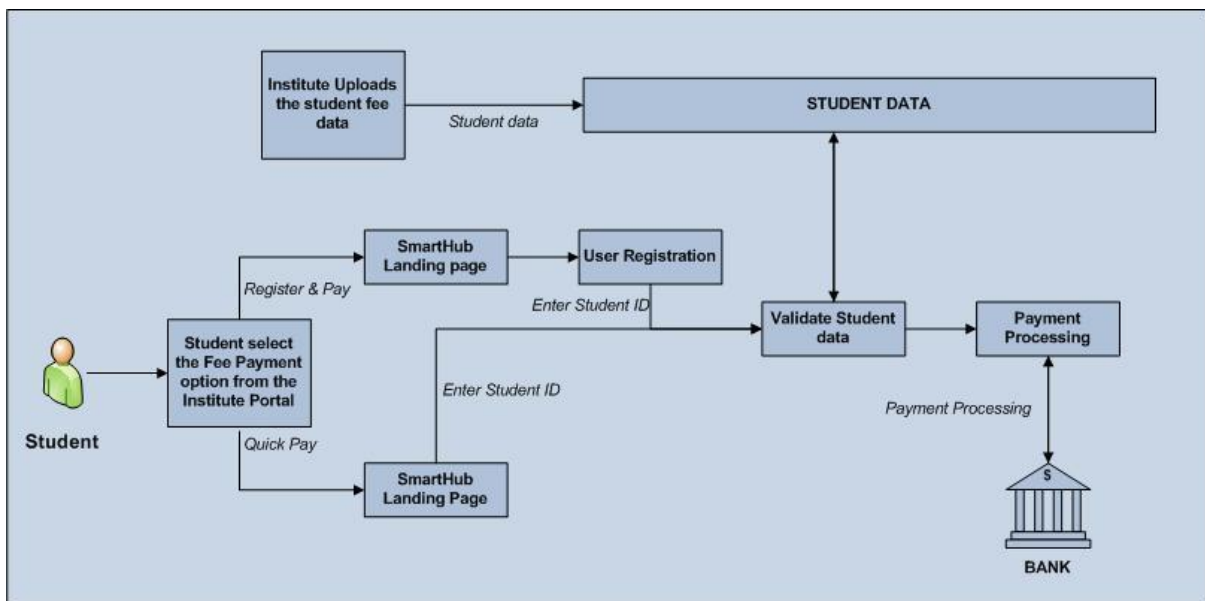 Institute Uploads
the student fee
data
Student data
STUDENT DATA
SmartHub
Landing page
User Registration
Register & Pay
Enter Student ID
Validate Student
data
Payment
Processing
Student select
the Fee Payment
option from the
Institute Portal
Enter Student ID
Payment Processing
Student
Quick Pay
SmartHub
Landing Page
$
BANK